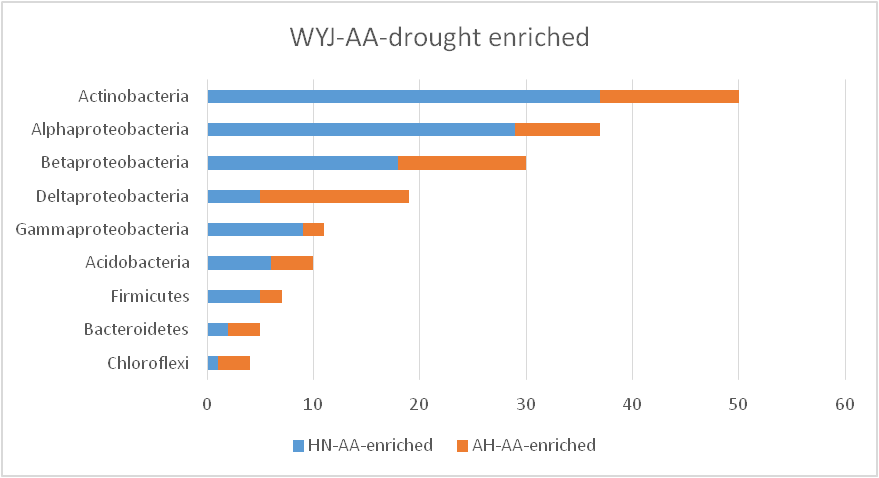 WYJ-AA-drought enriched
Actinobacteria
Alphaproteobacteria
Betaproteobacteria
Deltaproteobacteria
Gammaproteobacteria
Acidobacteria
Firmicutes
Bacteroidetes
Chloroflexi
0 10 20 30 40 50 60
HN-AA-enriched AH-AA-enriched